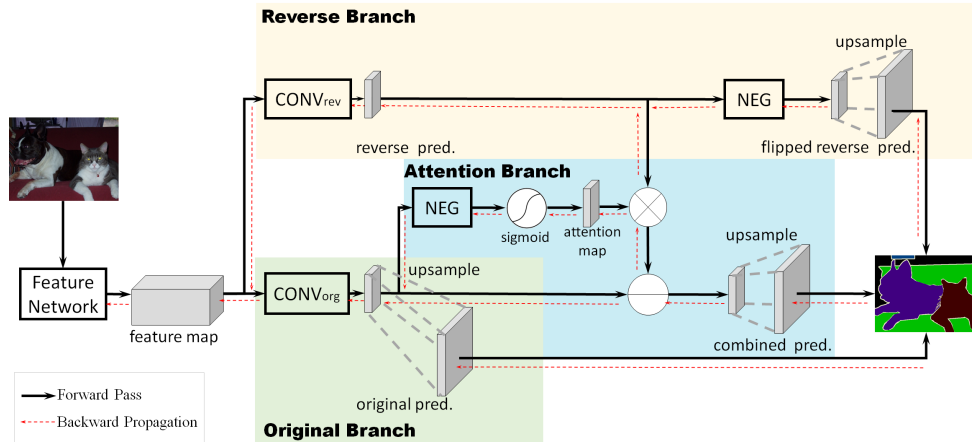 Reverse Branch
upsample
CONVrev
NEG
reverse pred.
flipped reverse pred.
Attention Branch
NEG
sigmoid
attention
map
upsample
upsample
Feature
Network
CONVorg
feature map
combined pred.
original pred.
Forward Pass
Backward Propagation
Original Branch